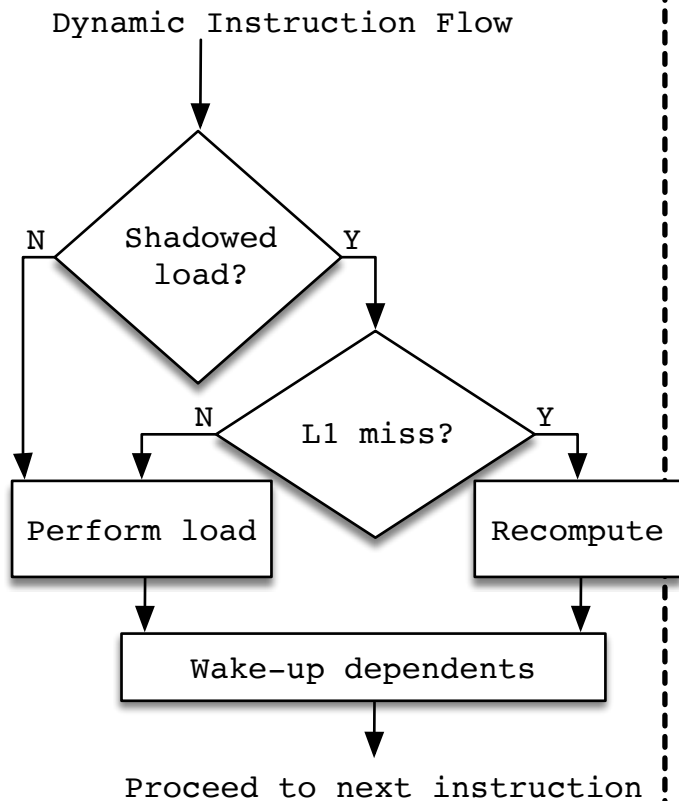 Dynamic Instruction Flow
N
Shadowed
load?
Y
N
L1 miss?
Y
Perform load
Recompute
Wake-up dependents
Proceed to next instruction